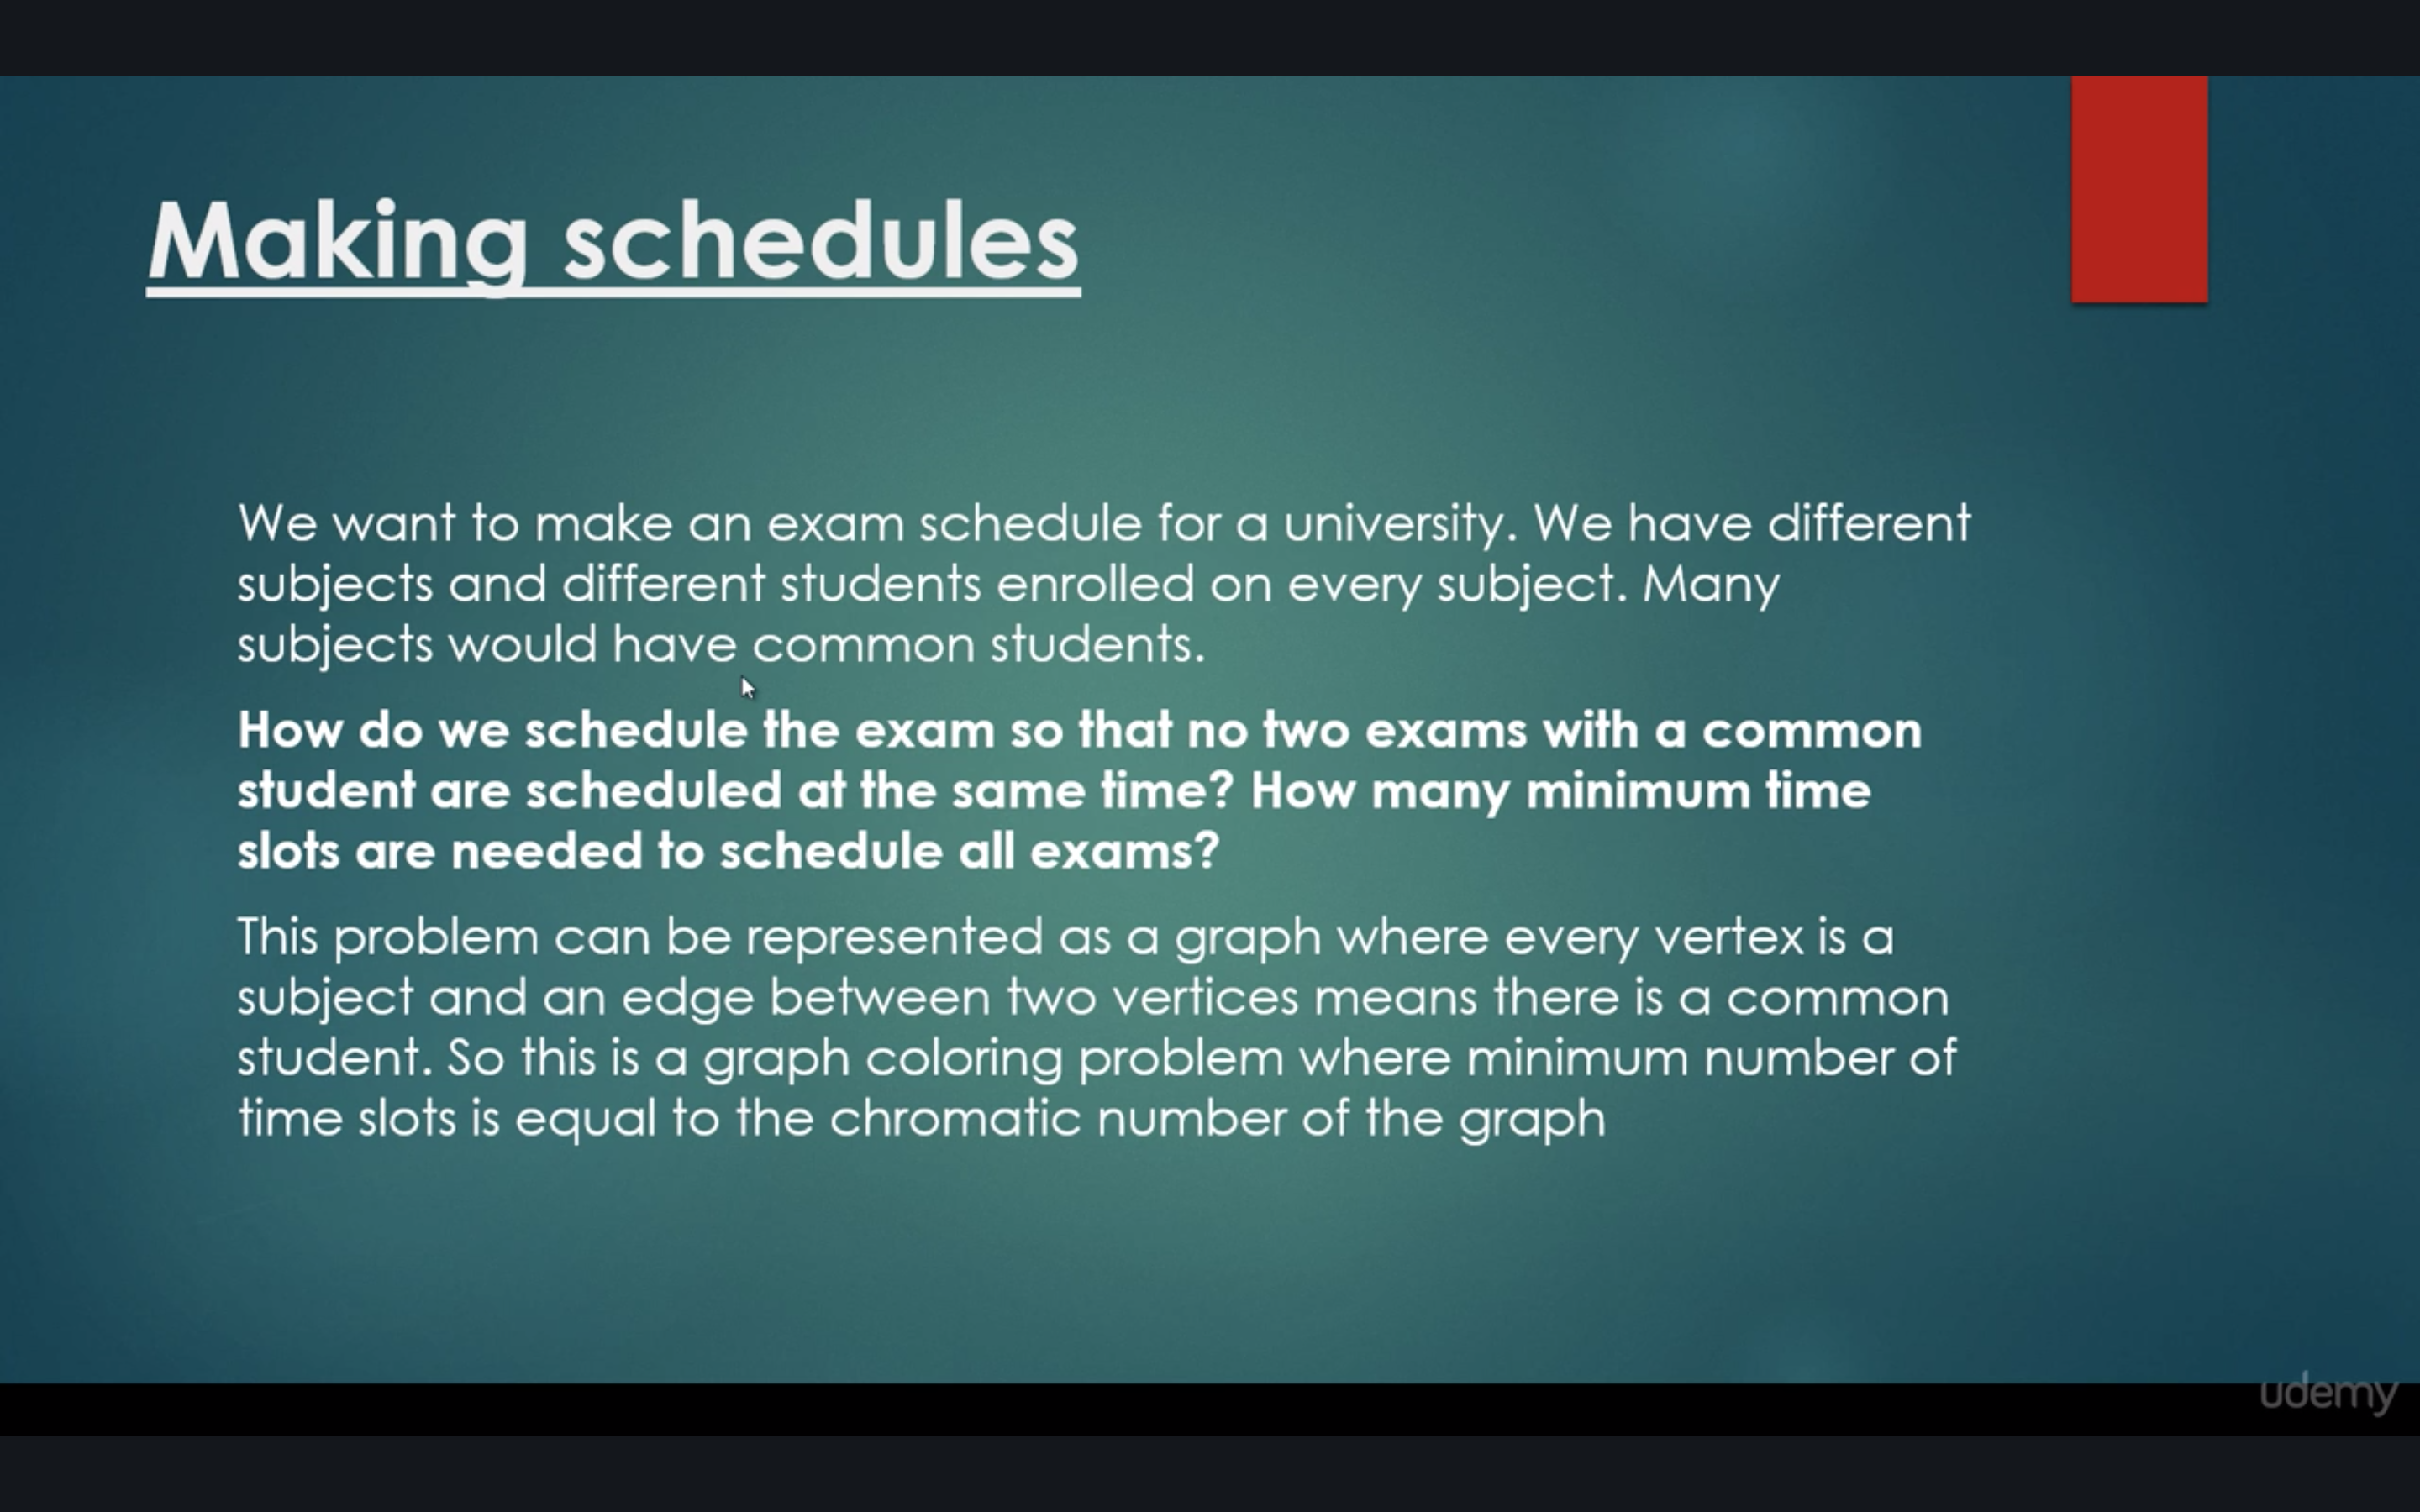 Making schedules
We want to make an exam schedule for a university. We have different
subjects and different students enrolled on every subject. Many
subjects would have common students.
How do we schedule the exam so that no two exams with a common
student are scheduled at the same time? How many minimum time
slots are needed to schedule all exams?
This problem can be represented as a graph where every vertex is a
subject and an edge between two vertices means there is a common
student. So this is a graph coloring problem where minimum number of
time slots is equal to the chromatic number of the graph
udemy